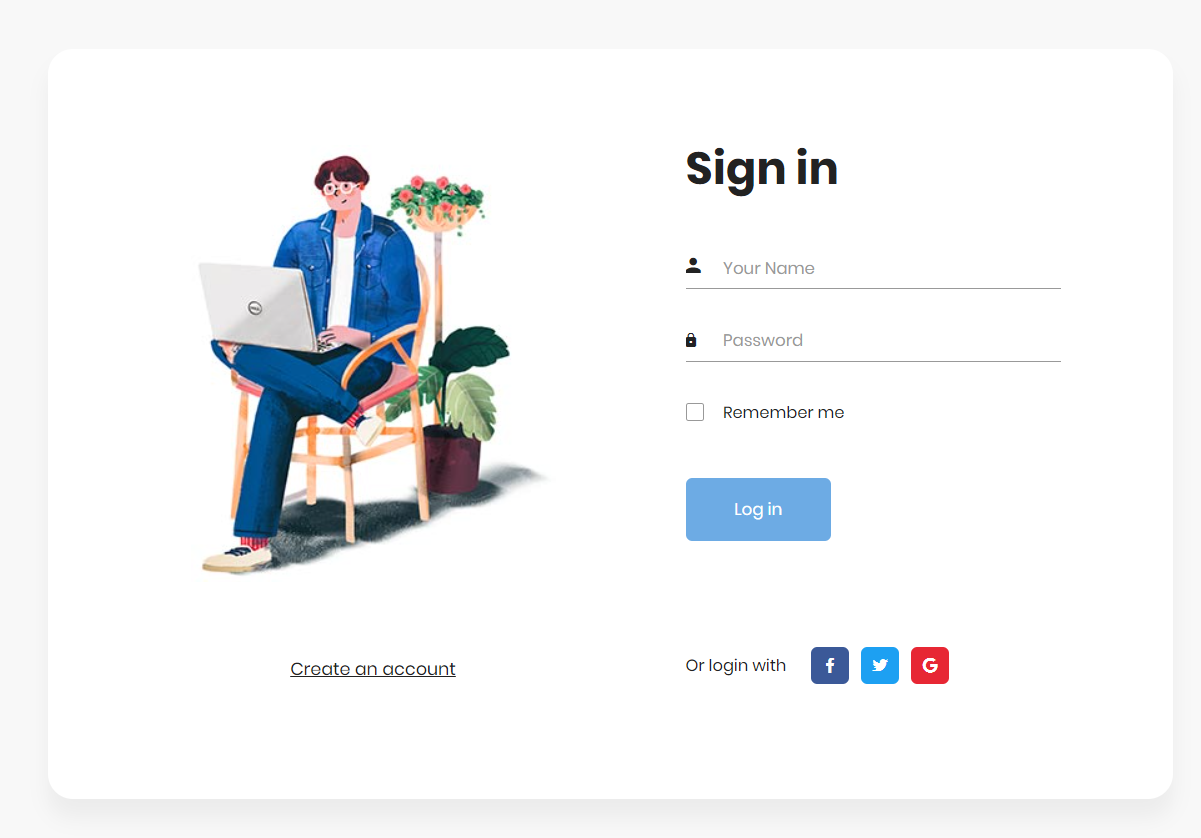 Sign in
Your Name
Password
Remember me
Log in
Create an account
Or login with